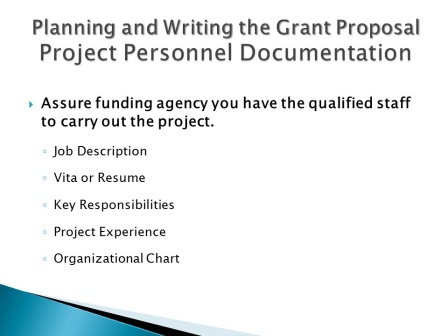 Planning and Writing the Grant Proposal
Project Personnel Documentation
Assure funding agency you have the qualified staff
to carry out the project.
Job Description
Vita or Resume
Key Responsibilities
Project Experience
Organizational Chart